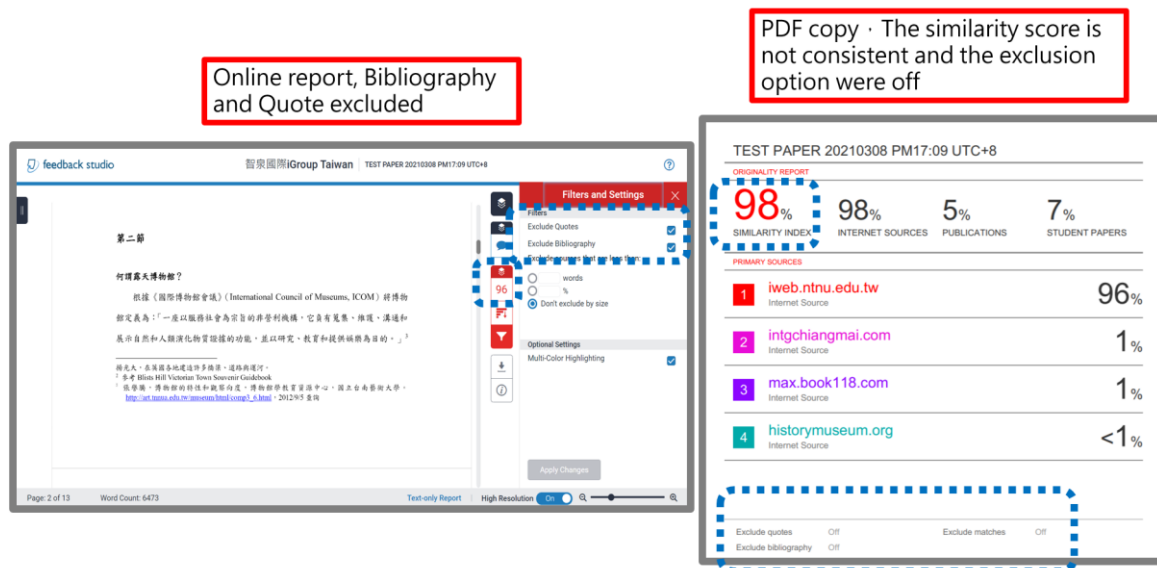 Online report, Bibliography
and Quote excluded
PDF copy，The similarity score is
not consistent and the exclusion
option were off
feedback studio
智泉國際iGroup Taiwan
TEST PAPER 20210308 PM17:09 UTC+8
第二節
何謂露天博物館？
根據《國際博物館會議》(International Council of Museums, ICOM) 將博物
館定義為：「一座以服務社會為宗旨的非營利機構，它負有蒐集、維護、溝通和
展示自然和人類演化物質證據的功能，並以研究、教育和提供娛樂為目的。」3
2 參考 Blists Hill Victorian Town Souvenir Guidebook
http://art.tnnua.edu.tw/museum/html/comp3_6.html，2012/9/5 查詢
96
Filters and Settings
Filters
Exclude Quotes
Exclude Bibliography
Exclude sources that are less than:
words
%
Don't exclude by size
Optional Settings
Multi-Color Highlighting
Apply Changes
Page: 2 of 13
Word Count: 6473
Text-only Report
High Resolution
On
TEST PAPER 20210308 PM17:09 UTC+8
ORIGINALITY REPORT
98%
SIMILARITY INDEX
98%
INTERNET SOURCES
5%
PUBLICATIONS
7%
STUDENT PAPERS
PRIMARY SOURCES
1
iweb.ntnu.edu.tw
Internet Source
96%
2
intgchiangmai.com
Internet Source
1%
3
max.book118.com
Internet Source
1%
4
historymuseum.org
Internet Source
<1%
Exclude quotes
Off
Exclude matches
Off
Exclude bibliography
Off